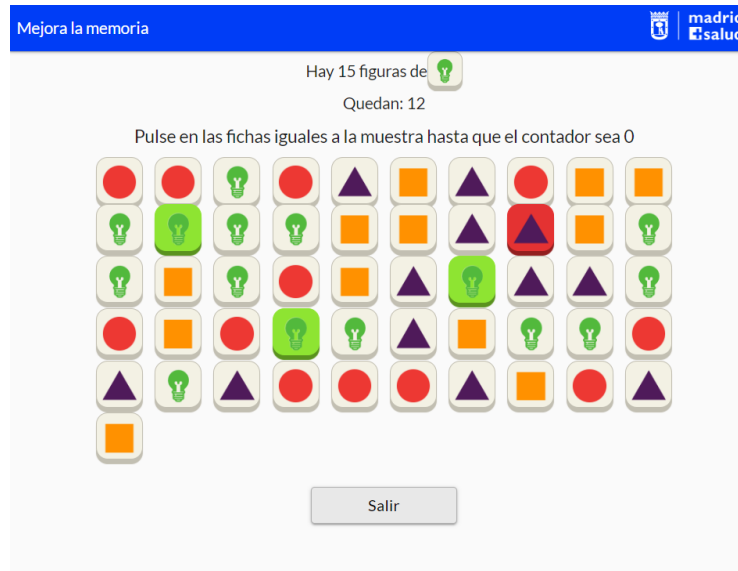 Mejora la memoria
madrid
salud
Hay 15 figuras de
Quedan: 12
Pulse en las fichas iguales a la muestra hasta que el contador sea 0
Salir